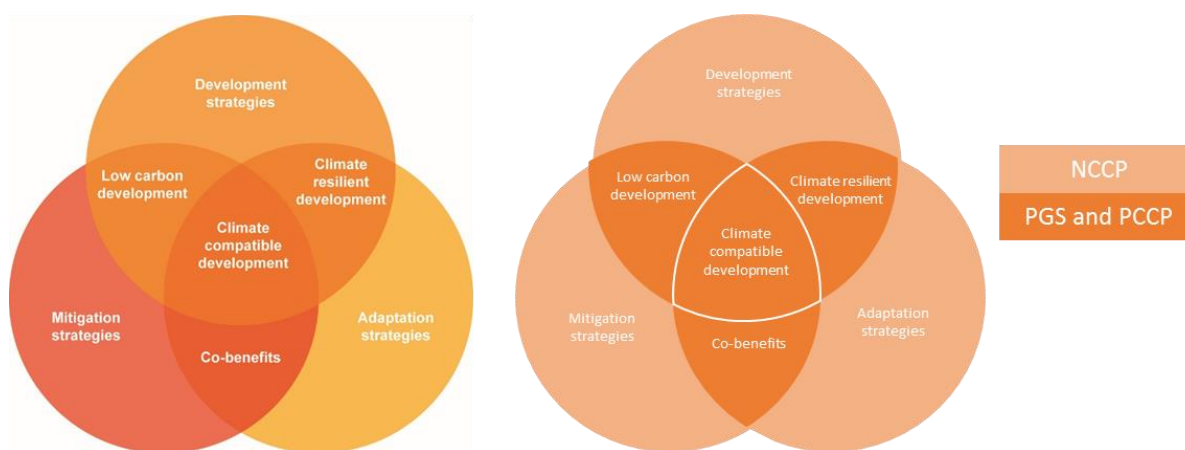 Development
strategies
Low carbon
development
Climate
resilient
development
Climate
compatible
development
Mitigation
strategies
Adaptation
strategies
Co-benefits
Development
strategies
Low carbon
development
Climate resilient
development
Climate
compatible
development
Mitigation
strategies
Adaptation
strategies
Co-benefits
NCCP
PGS and PCCP